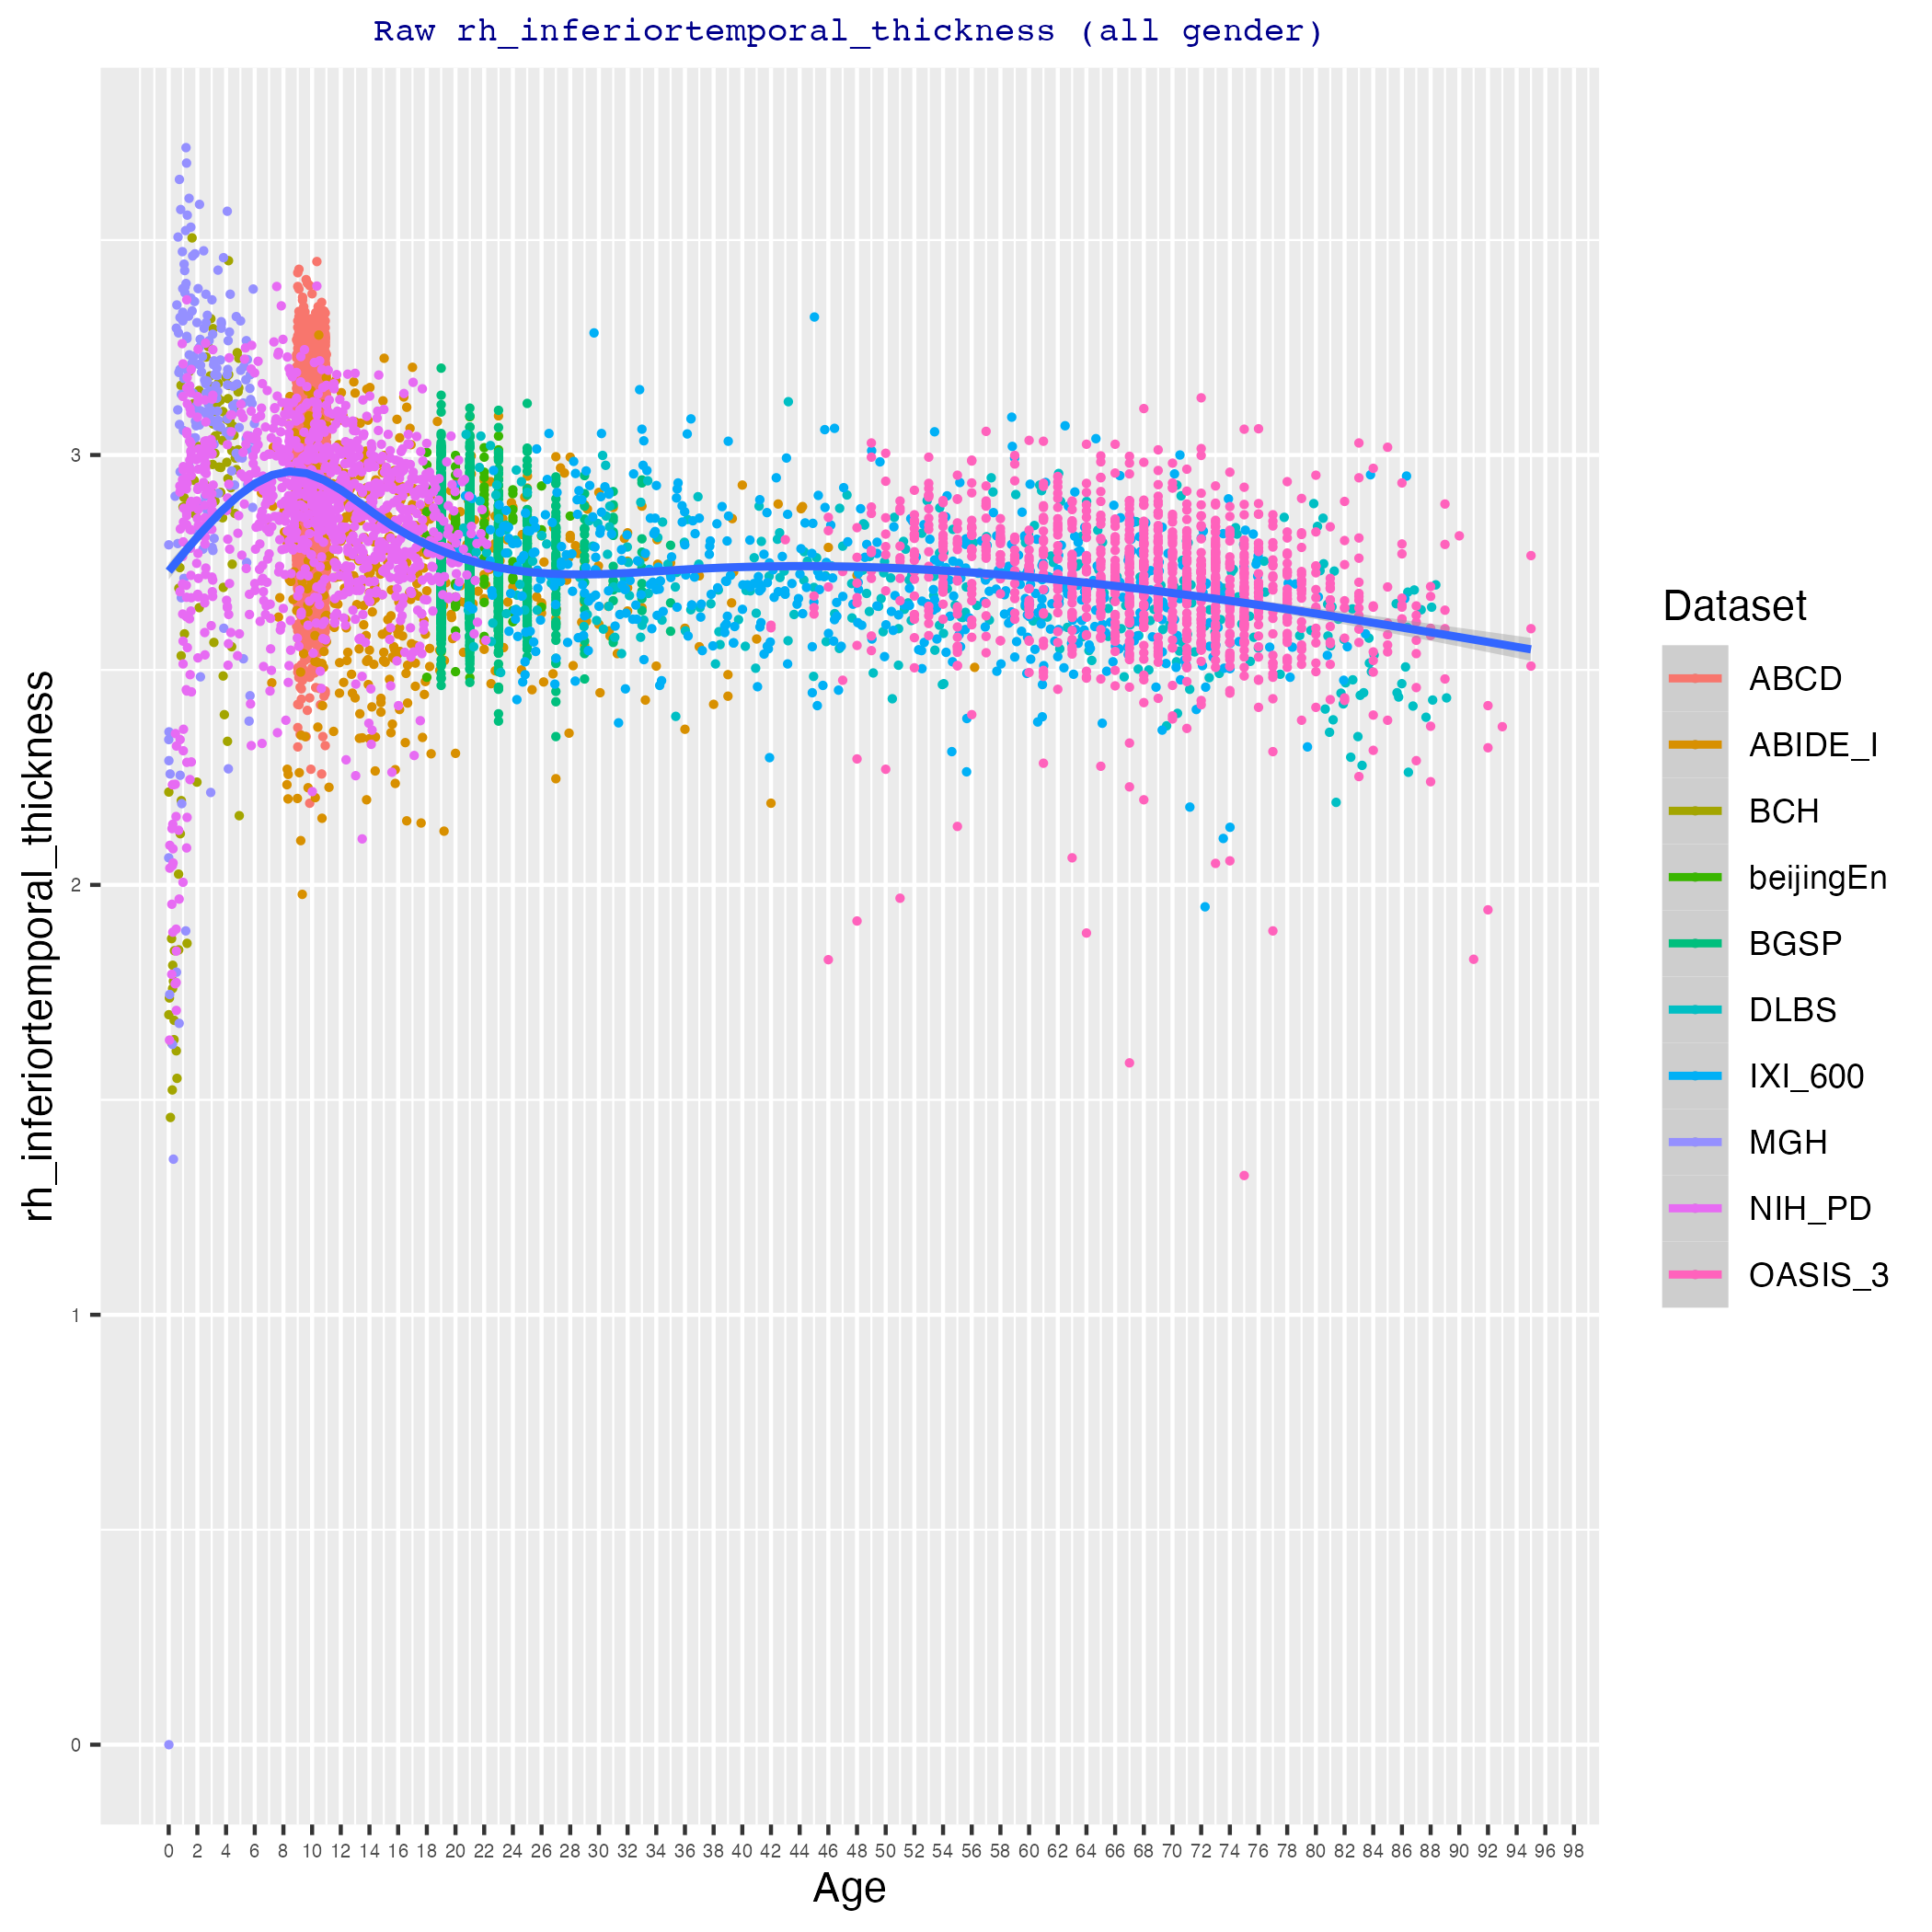 Raw rh_inferiortemporal_thickness (all gender)
rh_inferiortemporal_thickness
3
2
1
0
0 2 4 6 8 10 12 14 16 18 20 22 24 26 28 30 32 34 36 38 40 42 44 46 48 50 52 54 56 58 60 62 64 66 68 70 72 74 76 78 80 82 84 86 88 90 92 94 96 98
Age
Dataset
ABCD
ABIDE_I
BCH
beijingEn
BGSP
DLBS
IXI_600
MGH
NIH_PD
OASIS_3